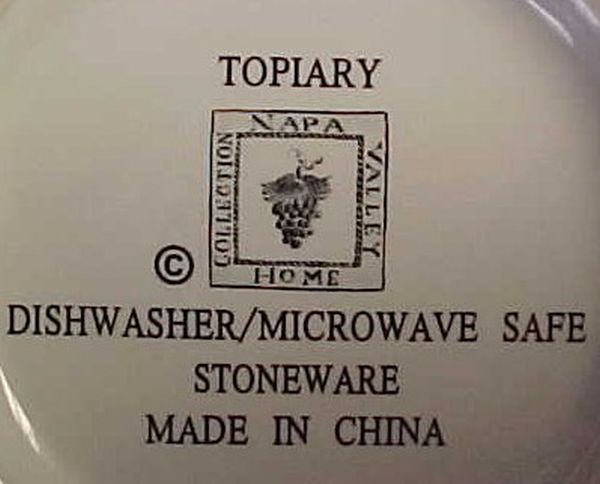 TOPIARY
NAPA
VALLEY
HOME
COLLECTION
©
DISHWASHER/MICROWAVE SAFE
STONEWARE
MADE IN CHINA